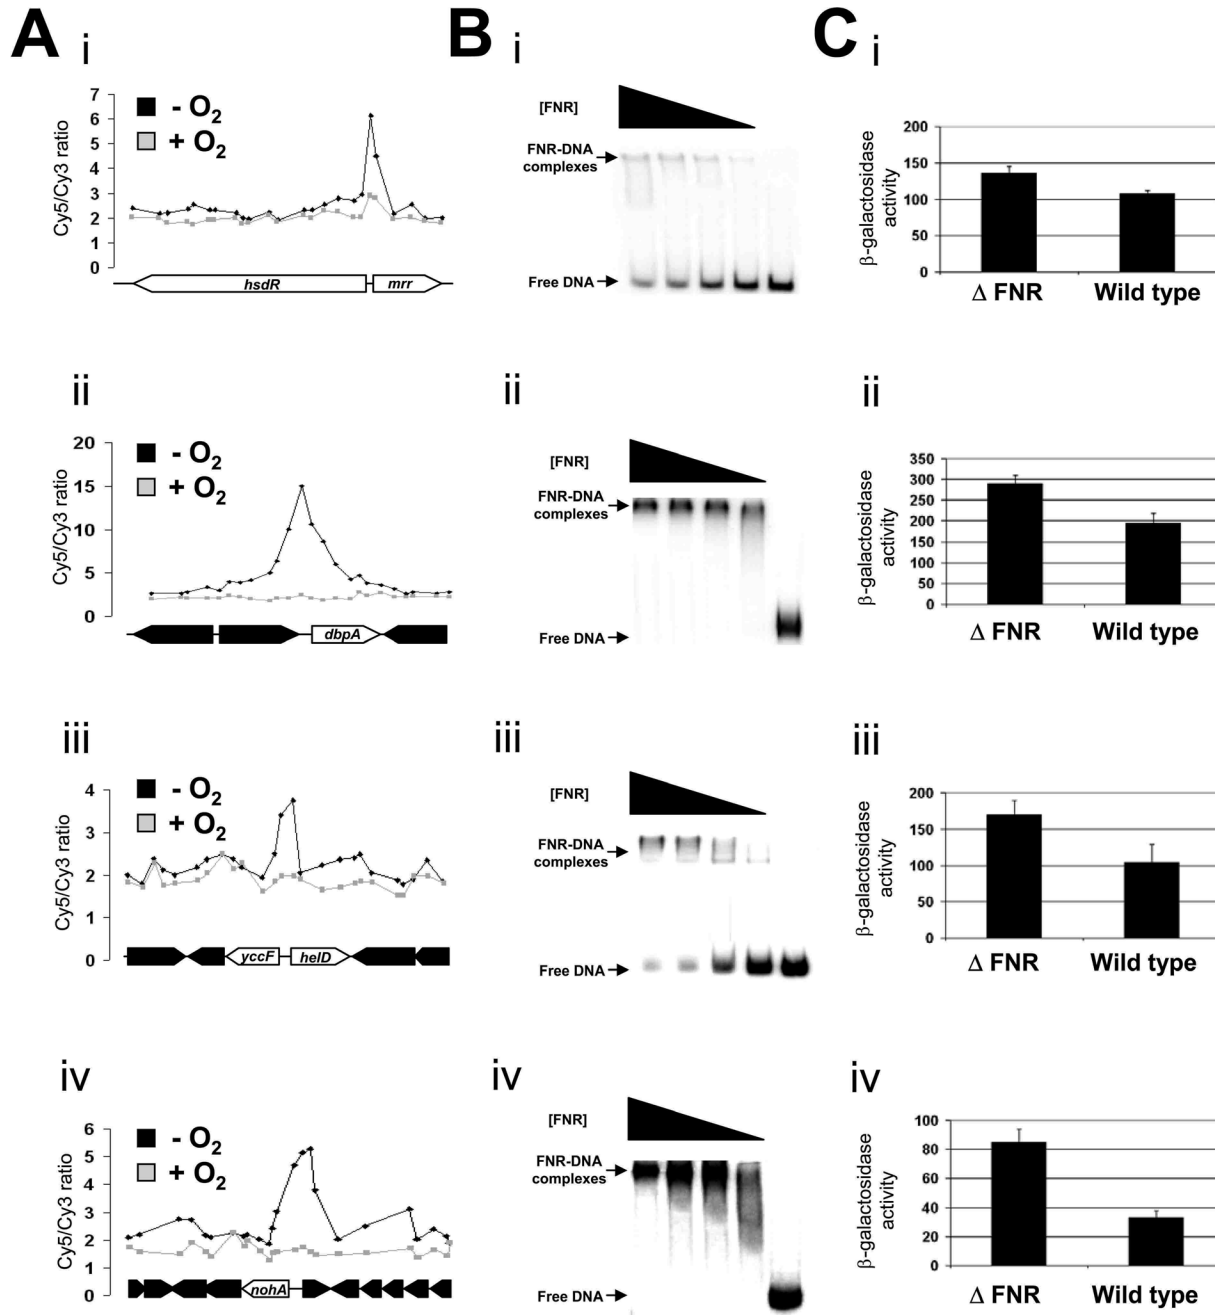 A
i
Cy5/Cy3 ratio
7
6
5
4
3
2
1
0
- O2
+ O2
hsdR
mrr
B
i
[FNR]
FNR-DNA
complexes
Free DNA
C
i
β-galactosidase
activity
200
150
100
50
0
Δ FNR
Wild type
ii
Cy5/Cy3 ratio
20
15
10
5
0
- O2
+ O2
dbpA
ii
[FNR]
FNR-DNA
complexes
Free DNA
ii
β-galactosidase
activity
350
300
250
200
150
100
50
0
Δ FNR
Wild type
iii
Cy5/Cy3 ratio
4
3
2
1
0
- O2
+ O2
yccF
helD
iii
[FNR]
FNR-DNA
complexes
Free DNA
iii
β-galactosidase
activity
200
150
100
50
0
Δ FNR
Wild type
iv
Cy5/Cy3 ratio
6
5
4
3
2
1
0
- O2
+ O2
nohA
iv
[FNR]
FNR-DNA
complexes
Free DNA
iv
β-galactosidase
activity
100
80
60
40
20
0
Δ FNR
Wild type